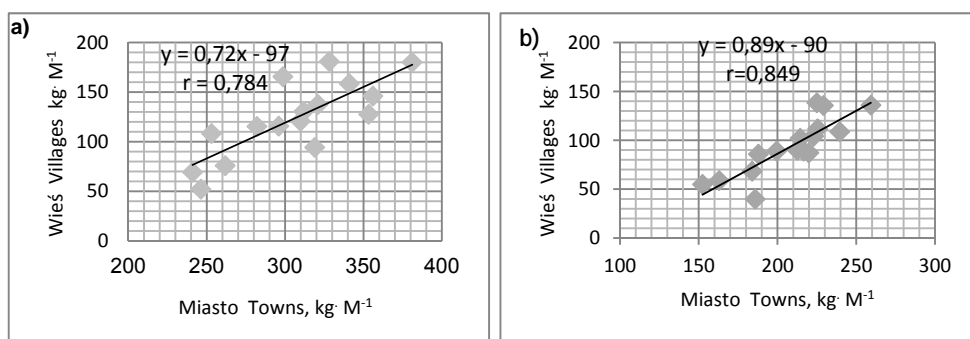 a)
y = 0,72x - 97
r = 0,784
Wieś Villages kg· M-1
200
150
100
50
0
200 250 300 350 400
Miasto Towns, kg· M-1
b)
y = 0,89x - 90
r=0,849
Wieś Villages kg· M-1
200
150
100
50
0
100 150 200 250 300
Miasto Towns, kg· M-1